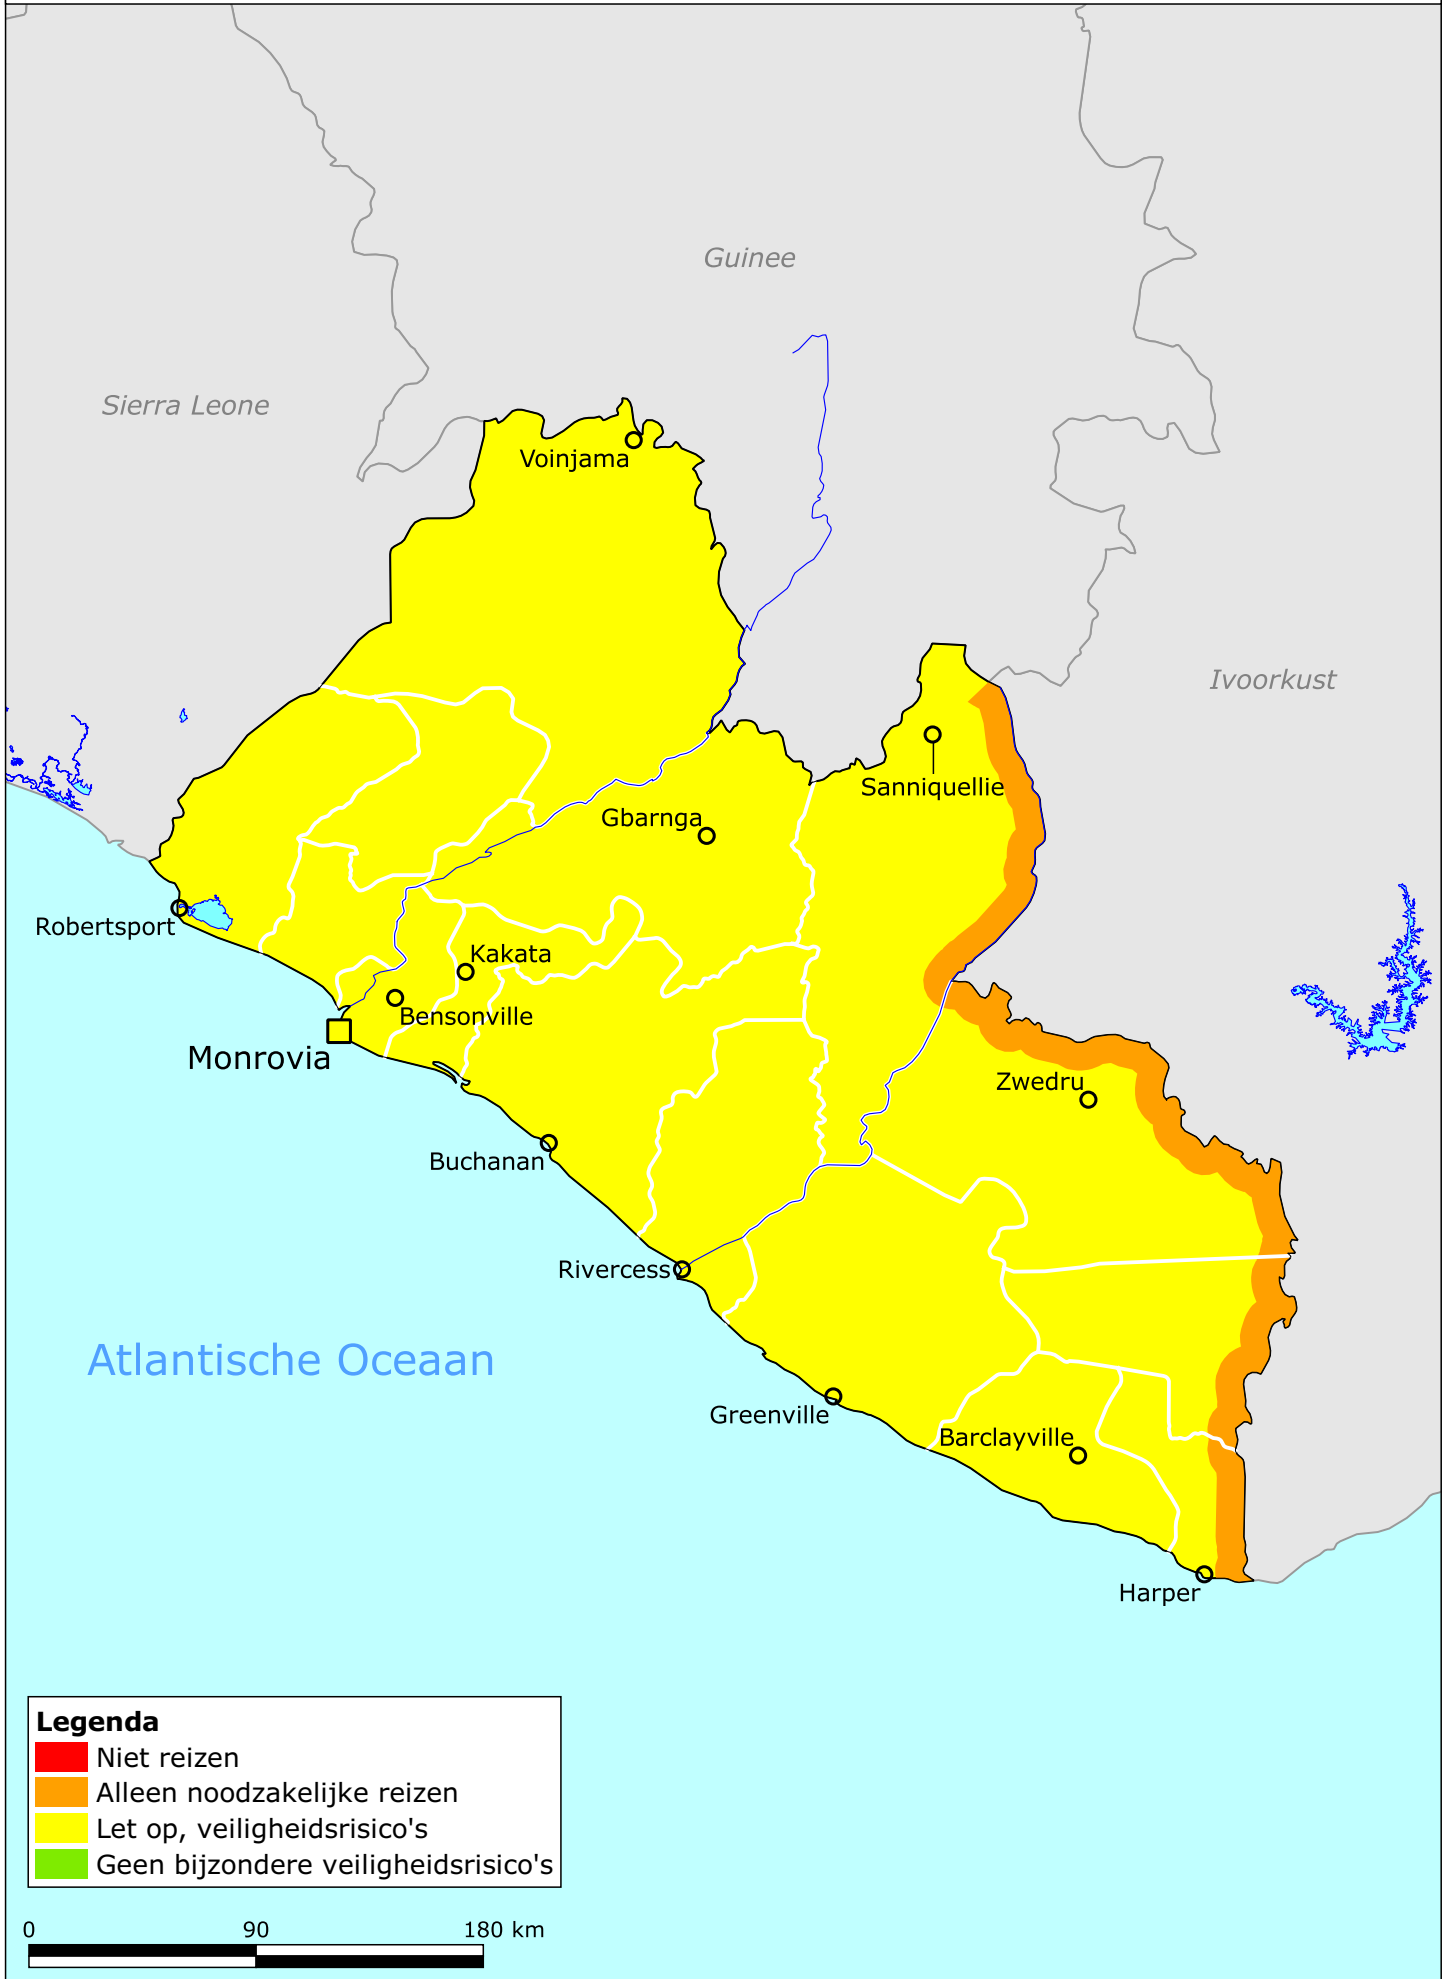 Guinee
Sierra Leone
Voinjama
Ivoorkust
Sanniquellie
Gbarnga
Robertsport
Kakata
Bensonville
Monrovia
Zwedru
Buchanan
Rivercess
Atlantische Oceaan
Greenville
Barclayville
Harper
Legenda
Niet reizen
Alleen noodzakelijke reizen
Let op, veiligheidsrisico's
Geen bijzondere veiligheidsrisico's
0 90 180 km